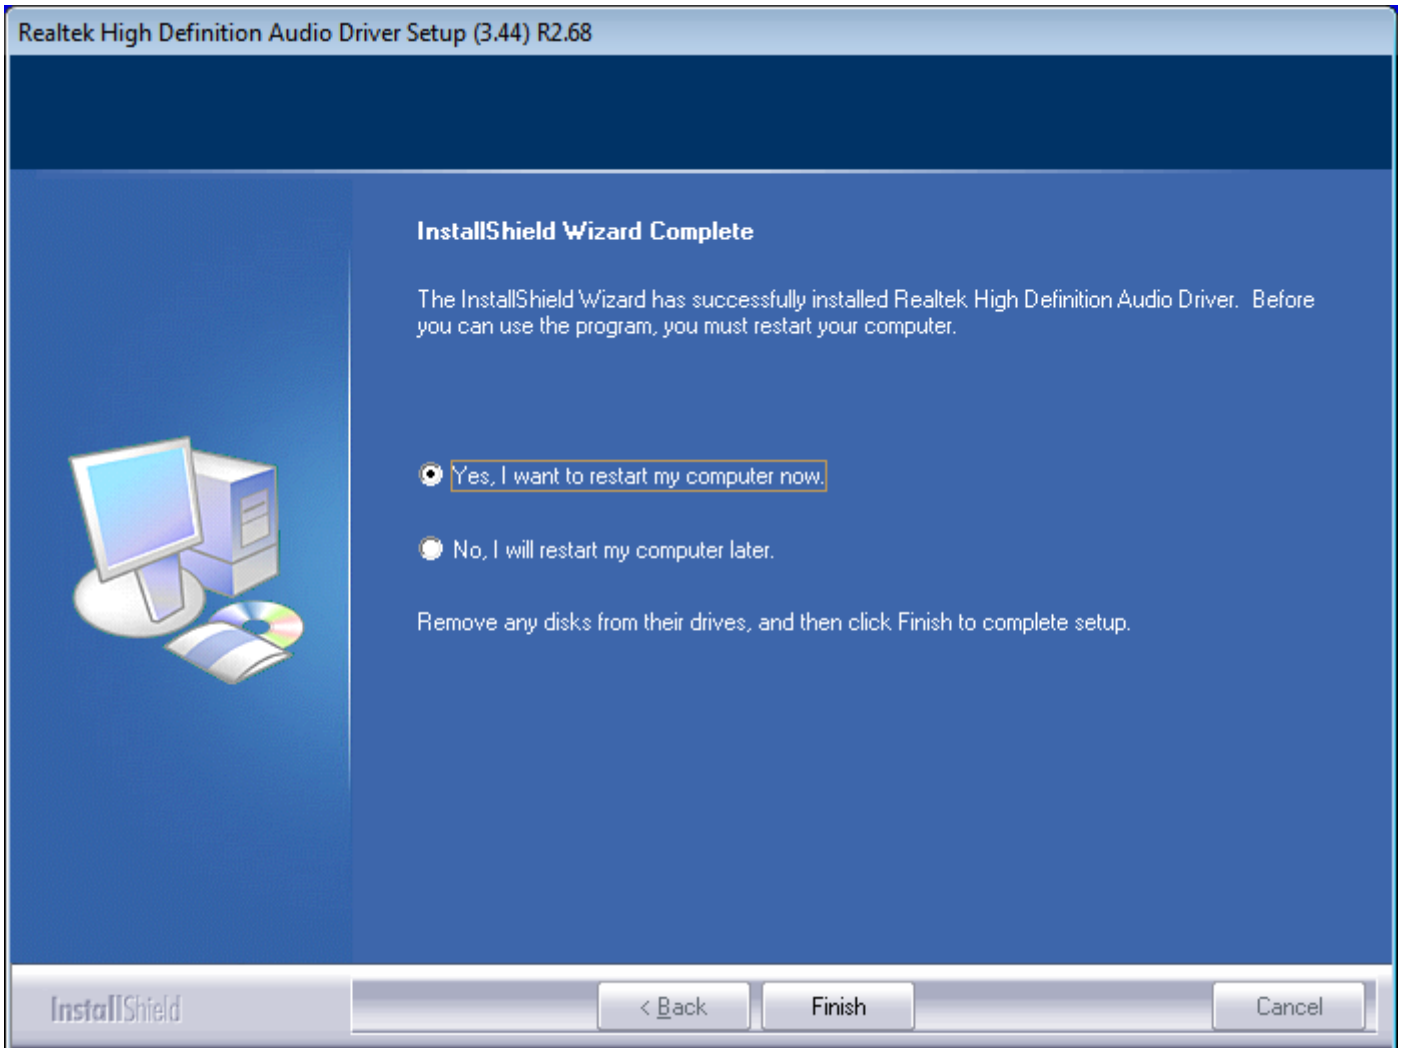 Realtek High Definition Audio Driver Setup (3.44) R2.68
InstallShield Wizard Complete
The InstallShield Wizard has successfully installed Realtek High Definition Audio Driver.  Before
you can use the program, you must restart your computer.
Yes, I want to restart my computer now.
No, I will restart my computer later.
Remove any disks from their drives, and then click Finish to complete setup.
InstallShield
< Back
Finish
Cancel